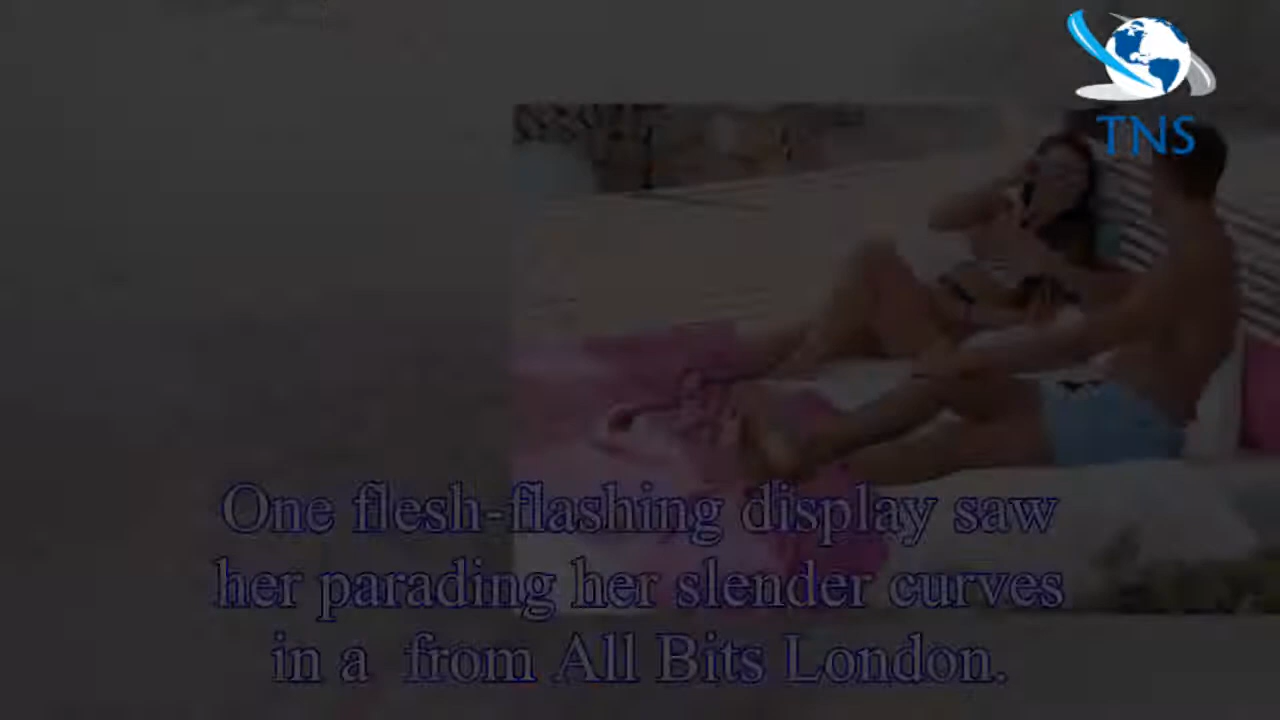 TNS
One flesh-flashing display saw
her parading her slender curves
in a  from All Bits London.